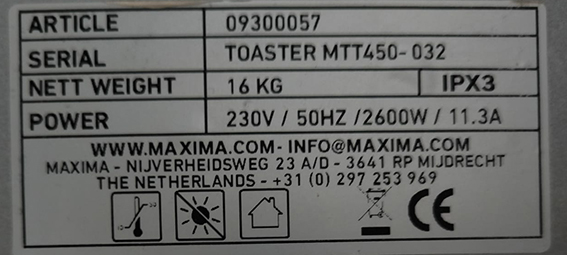 ARTICLE 09300057
SERIAL TOASTER MTT450-032
NETT WEIGHT 16 KG IPX3
POWER 230V / 50HZ /2600W / 11.3A
WWW.MAXIMA.COM- INFO@MAXIMA.COM
MAXIMA - NIJVERHEIDSWEG 23 A/D - 3641 RP MIJDRECHT
THE NETHERLANDS - +31 (0) 297 253 969
CE